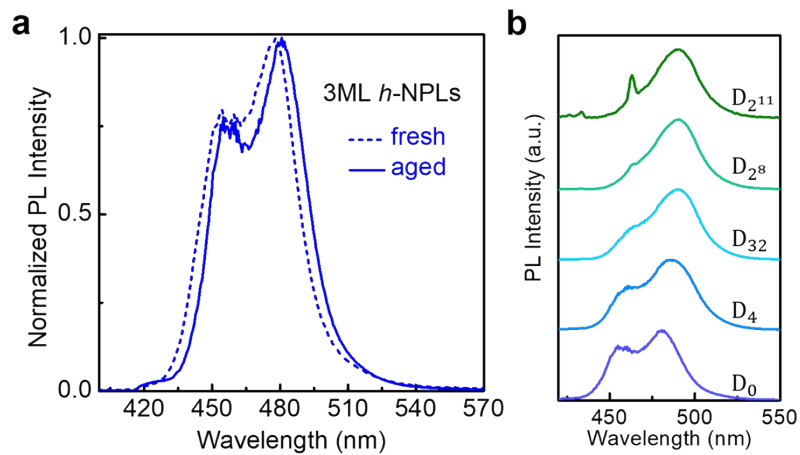 a
1.0
0.5
0.0
Normalized PL Intensity
3ML h-NPLs
fresh
aged
420 450 480 510 540 570
Wavelength (nm)
b
PL Intensity (a.u.)
D₂¹¹
D₂⁸
D₃₂
D₄
D₀
450 500 550
Wavelength (nm)